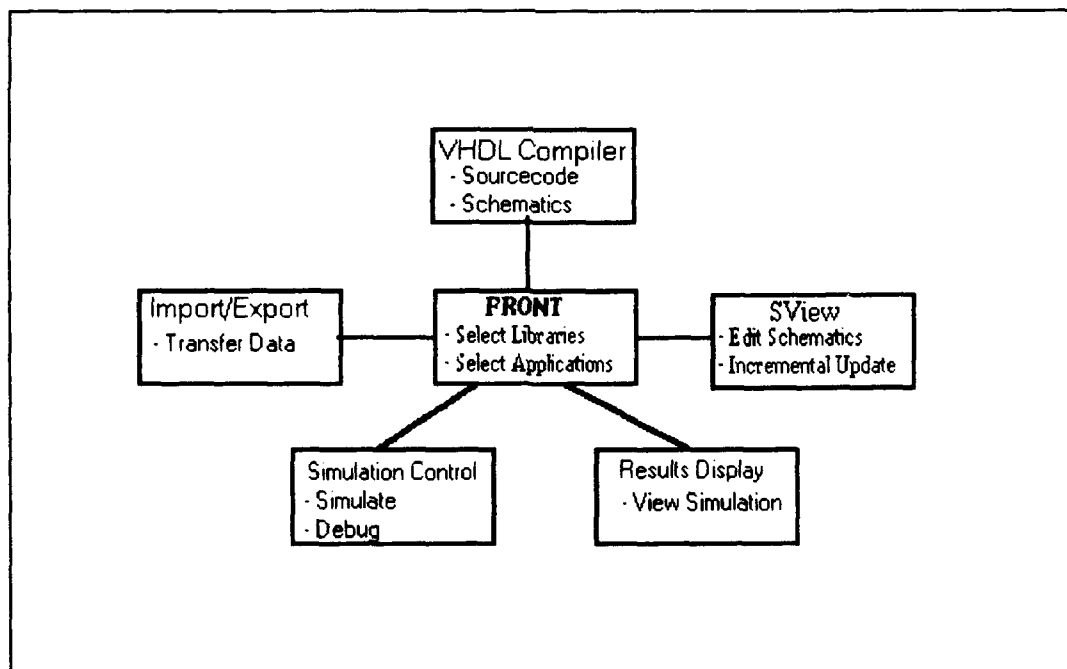 VHDL Compiler
- Sourcecode
- Schematics
Import/Export
- Transfer Data
FRONT
- Select Libraries
- Select Applications
SView
- Edit Schematics
- Incremental Update
Simulation Control
- Simulate
- Debug
Results Display
- View Simulation